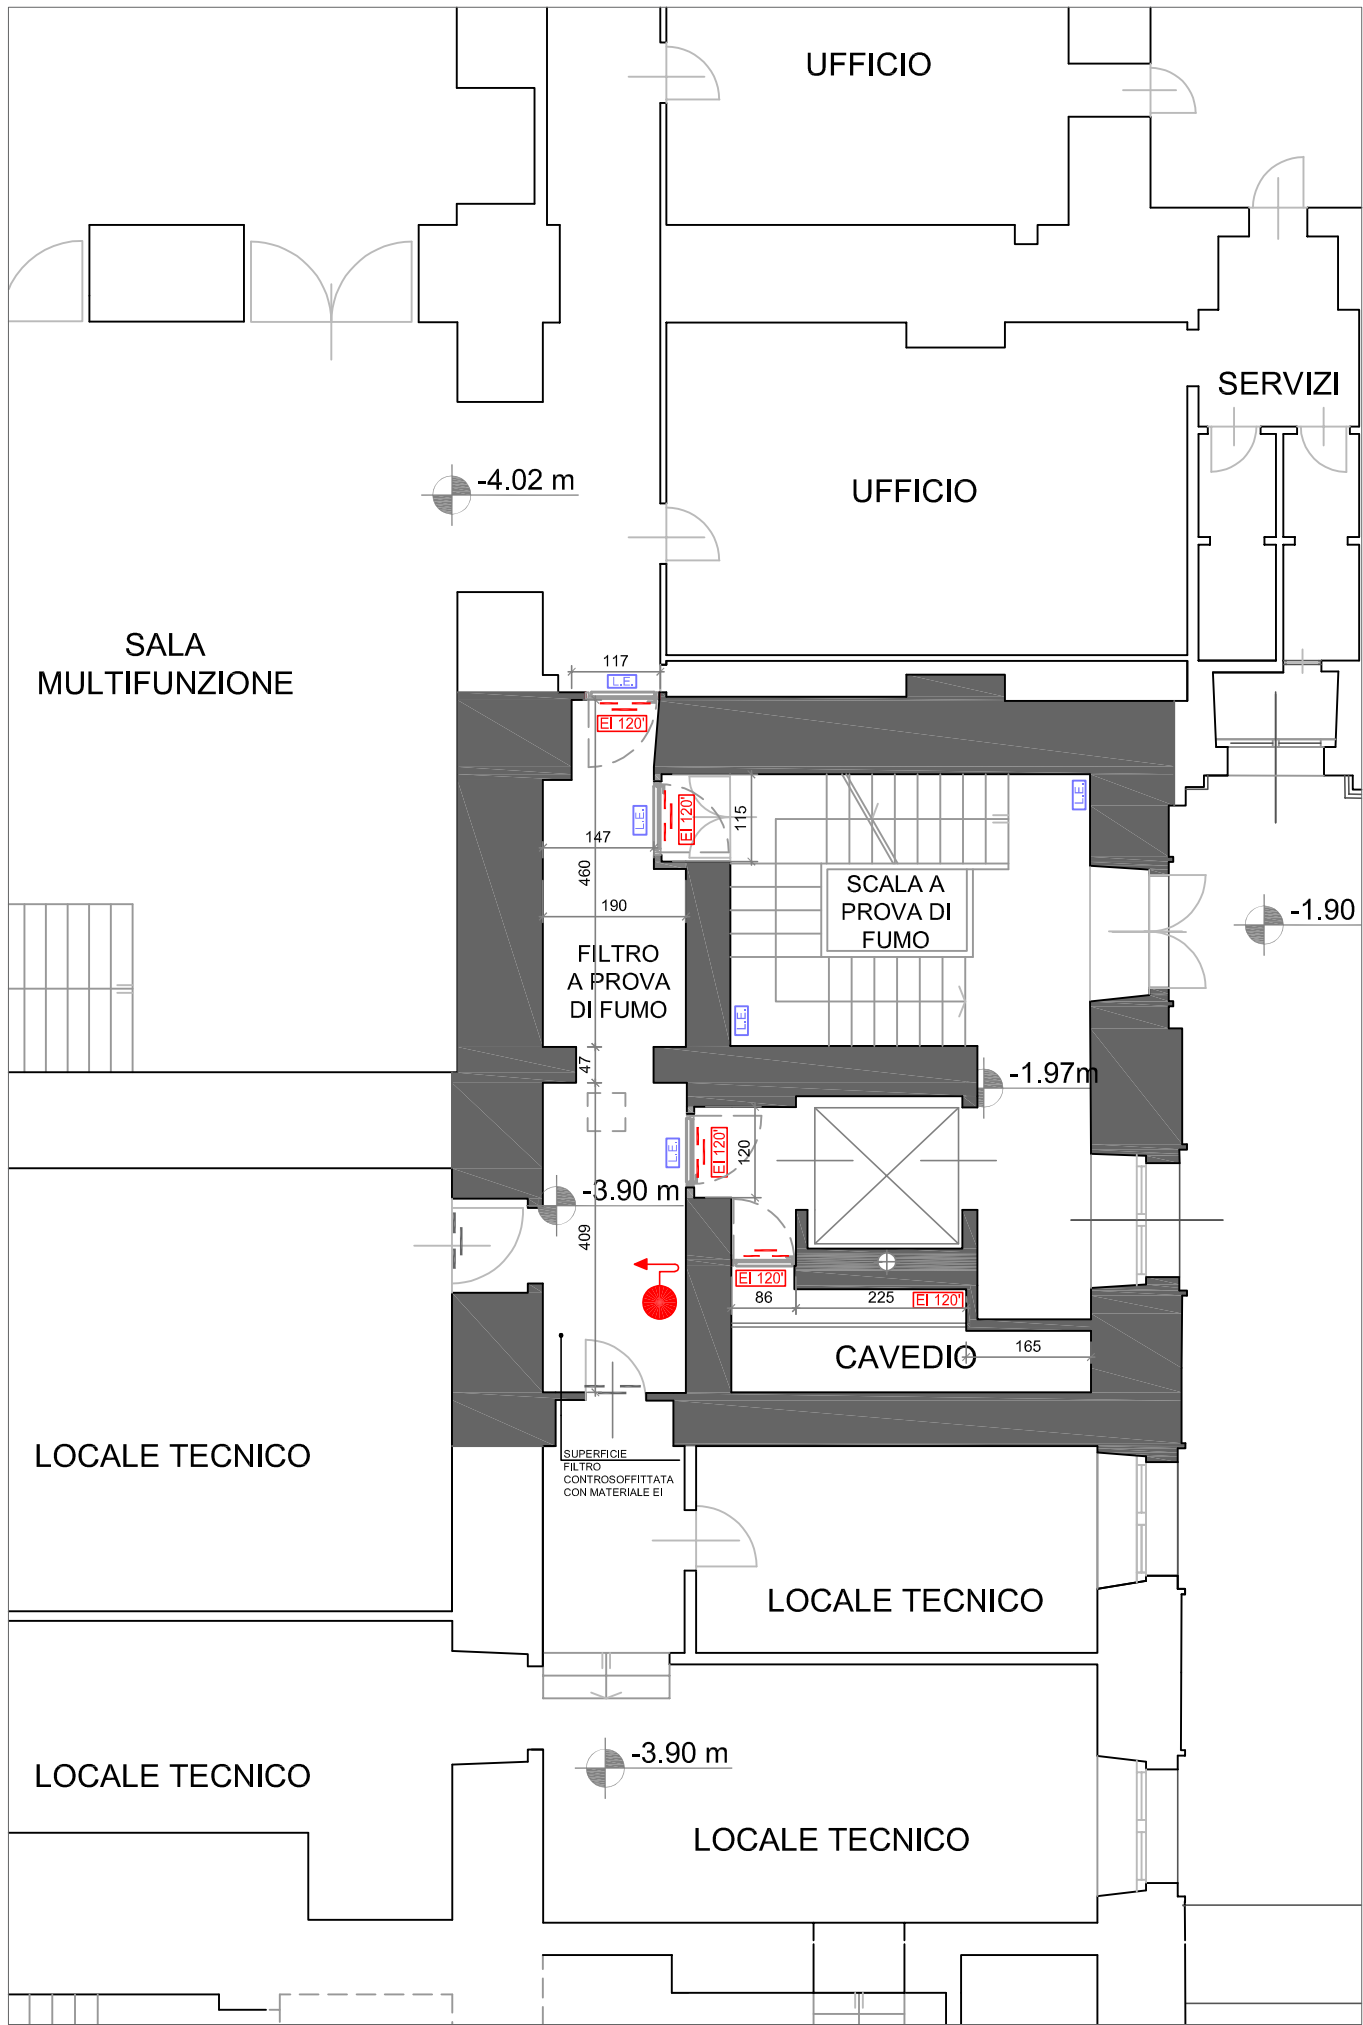 UFFICIO
SERVIZI
-4.02 m
UFFICIO
SALA
MULTIFUNZIONE
117
L.E.
EI 120'
L.E.
EI 120'
115
L.E.
147
460
190
SCALA A
PROVA DI
FUMO
-1.90
FILTRO
A PROVA
DI FUMO
L.E.
47
-1.97m
L.E.
EI 120'
120
-3.90 m
409
EI 120'
86
225
EI 120'
CAVEDIO
165
LOCALE TECNICO
SUPERFICIE
FILTRO
CONTROSOFFITTATA
CON MATERIALE EI
LOCALE TECNICO
-3.90 m
LOCALE TECNICO
LOCALE TECNICO